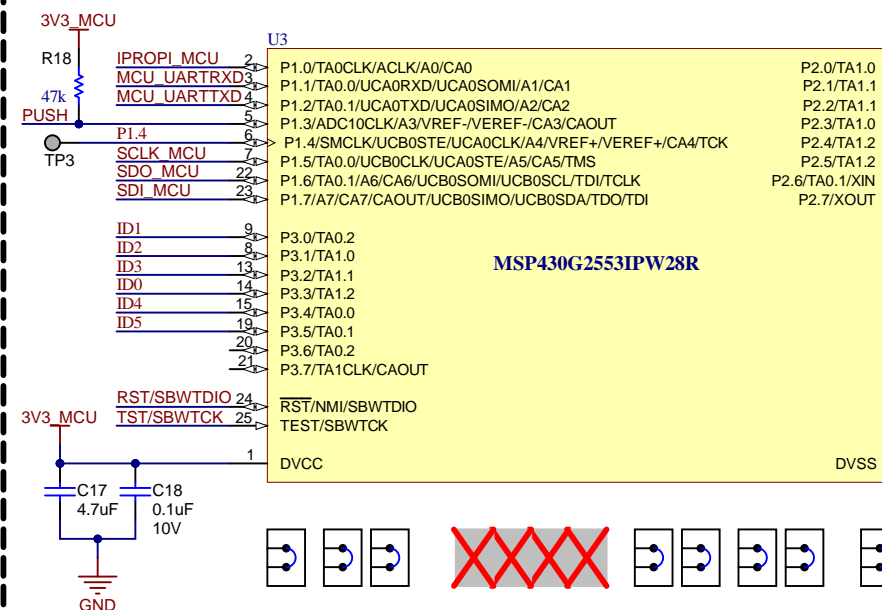 3V3_MCU
U3
R18
47k
IPROPI_MCU 2 P1.0/TA0CLK/ACLK/A0/CA0 P2.0/TA1.0
MCU_UARTRXD 3 P1.1/TA0.0/UCA0RXD/UCA0SOMI/A1/CA1 P2.1/TA1.1
MCU_UARTTXD 4 P1.2/TA0.1/UCA0TXD/UCA0SIMO/A2/CA2 P2.2/TA1.1
PUSH 5 P1.3/ADC10CLK/A3/VREF-/VEREF-/CA3/CAOUT P2.3/TA1.0
P1.4 6 P1.4/SMCLK/UCB0STE/UCA0CLK/A4/VREF+/VEREF+/CA4/TCK P2.4/TA1.2
TP3
SCLK_MCU 7 P1.5/TA0.0/UCB0CLK/UCA0STE/A5/CA5/TMS P2.5/TA1.2
SDO_MCU 22 P1.6/TA0.1/A6/CA6/UCB0SOMI/UCB0SCL/TDI/TCLK P2.6/TA0.1/XIN
SDI_MCU 23 P1.7/A7/CA7/CAOUT/UCB0SIMO/UCB0SDA/TDO/TDI P2.7/XOUT
ID1 9 P3.0/TA0.2
ID2 8 P3.1/TA1.0
MSP430G2553IPW28R
ID3 13 P3.2/TA1.1
ID0 14 P3.3/TA1.2
ID4 15 P3.4/TA0.0
ID5 19 P3.5/TA0.1
20 P3.6/TA0.2
21 P3.7/TA1CLK/CAOUT
RST/SBWTDIO 24 RST/NMI/SBWTDIO
TST/SBWTCK 25 TEST/SBWTCK
3V3_MCU
1 DVCC DVSS
C17
4.7uF
C18
0.1uF
10V
GND